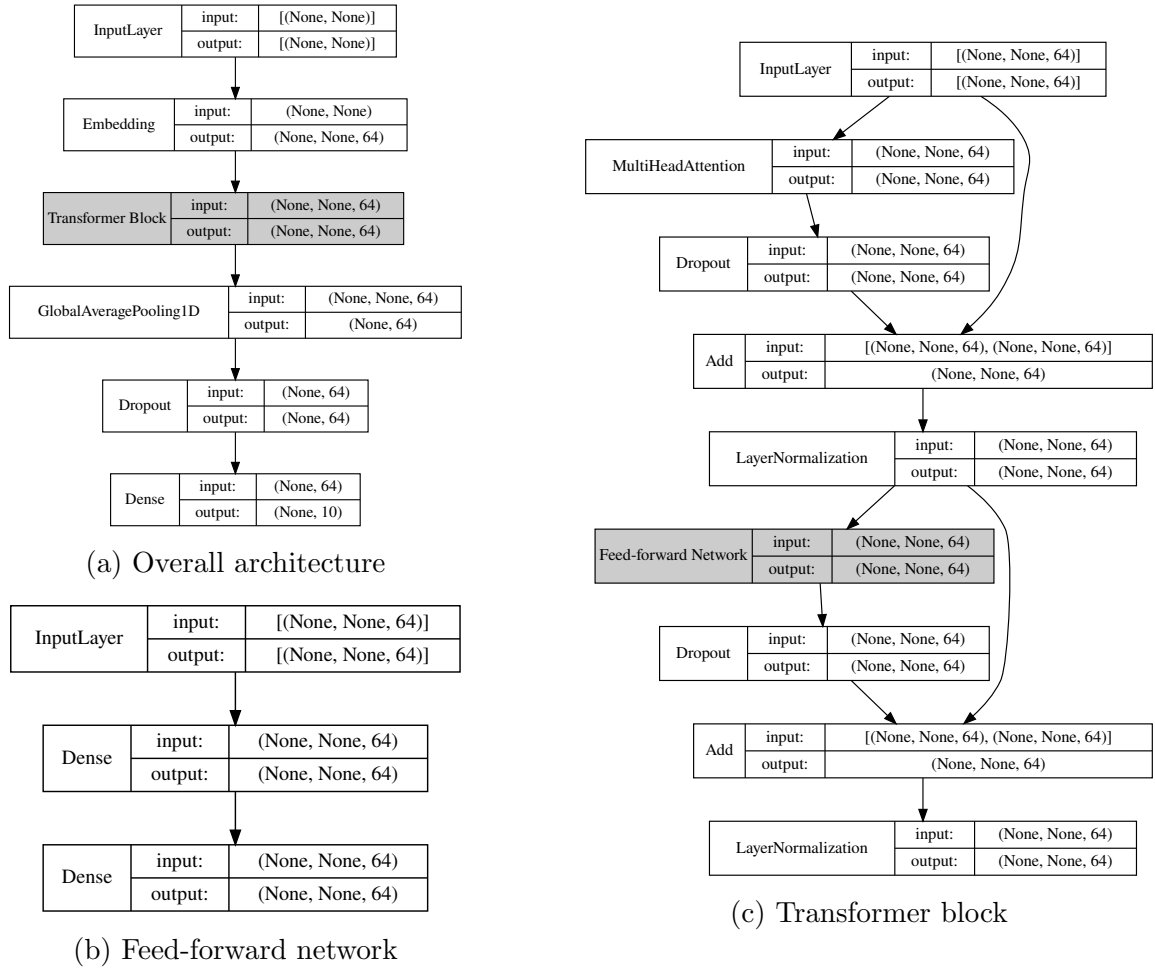 InputLayer input: [(None, None)]
output: [(None, None)]
Embedding input: (None, None)
output: (None, None, 64)
Transformer Block input: (None, None, 64)
output: (None, None, 64)
GlobalAveragePooling1D input: (None, None, 64)
output: (None, 64)
Dropout input: (None, 64)
output: (None, 64)
Dense input: (None, 64)
output: (None, 10)
(a) Overall architecture
InputLayer input: [(None, None, 64)]
output: [(None, None, 64)]
Dense input: (None, None, 64)
output: (None, None, 64)
Dense input: (None, None, 64)
output: (None, None, 64)
(b) Feed-forward network
InputLayer input: [(None, None, 64)]
output: [(None, None, 64)]
MultiHeadAttention input: (None, None, 64)
output: (None, None, 64)
Dropout input: (None, None, 64)
output: (None, None, 64)
Add input: [(None, None, 64), (None, None, 64)]
output: (None, None, 64)
LayerNormalization input: (None, None, 64)
output: (None, None, 64)
Feed-forward Network input: (None, None, 64)
output: (None, None, 64)
Dropout input: (None, None, 64)
output: (None, None, 64)
Add input: [(None, None, 64), (None, None, 64)]
output: (None, None, 64)
LayerNormalization input: (None, None, 64)
output: (None, None, 64)
(c) Transformer block